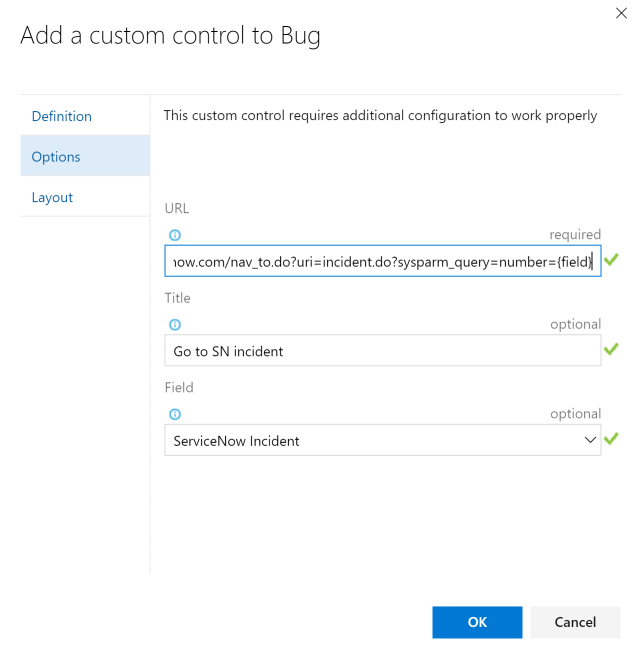 Add a custom control to Bug
Definition
Options
Layout
This custom control requires additional configuration to work properly
URL
required
now.com/nav_to.do?uri=incident.do?sysparm_query=number={field}
Title
optional
Go to SN incident
Field
optional
ServiceNow Incident
OK
Cancel